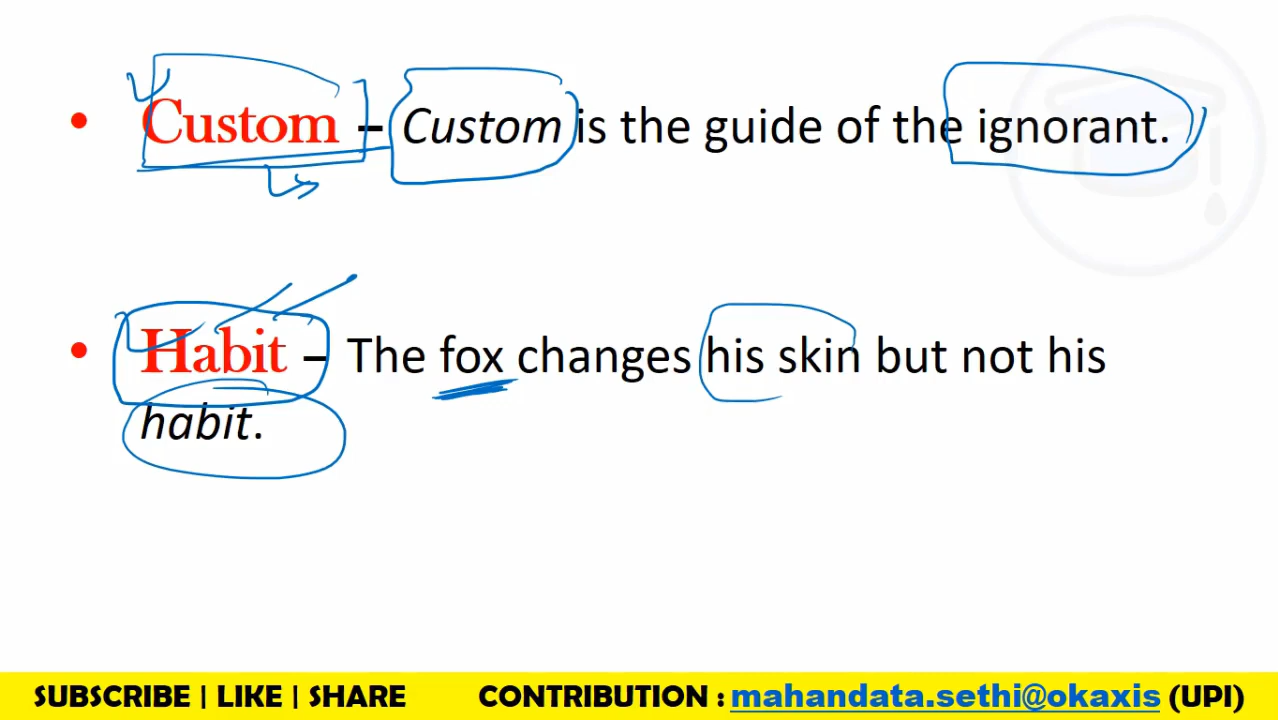 • Custom – Custom is the guide of the ignorant.
• Habit – The fox changes his skin but not his
habit.
SUBSCRIBE | LIKE | SHARE CONTRIBUTION : mahandata.sethi@okaxis (UPI)